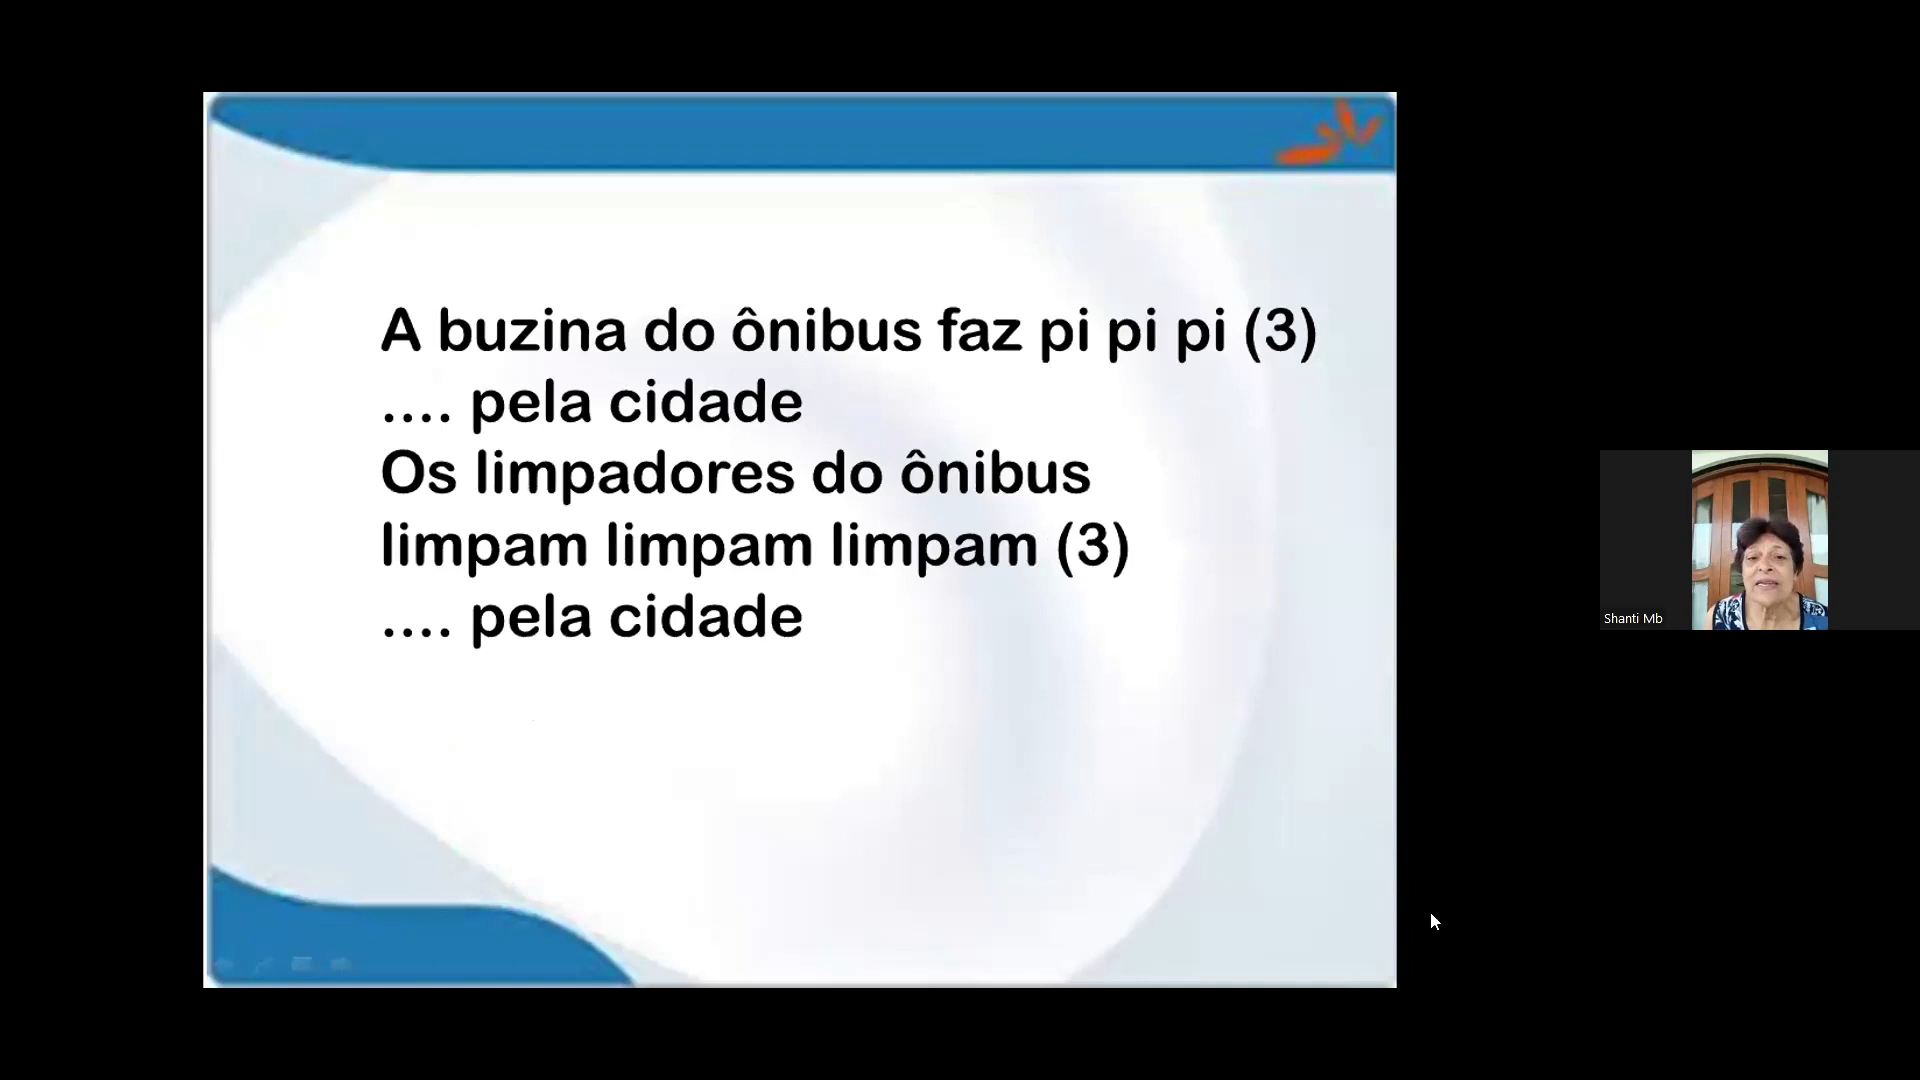 A buzina do ônibus faz pi pi pi (3)
.... pela cidade
Os limpadores do ônibus
limpam limpam limpam (3)
.... pela cidade
Shanti Mb